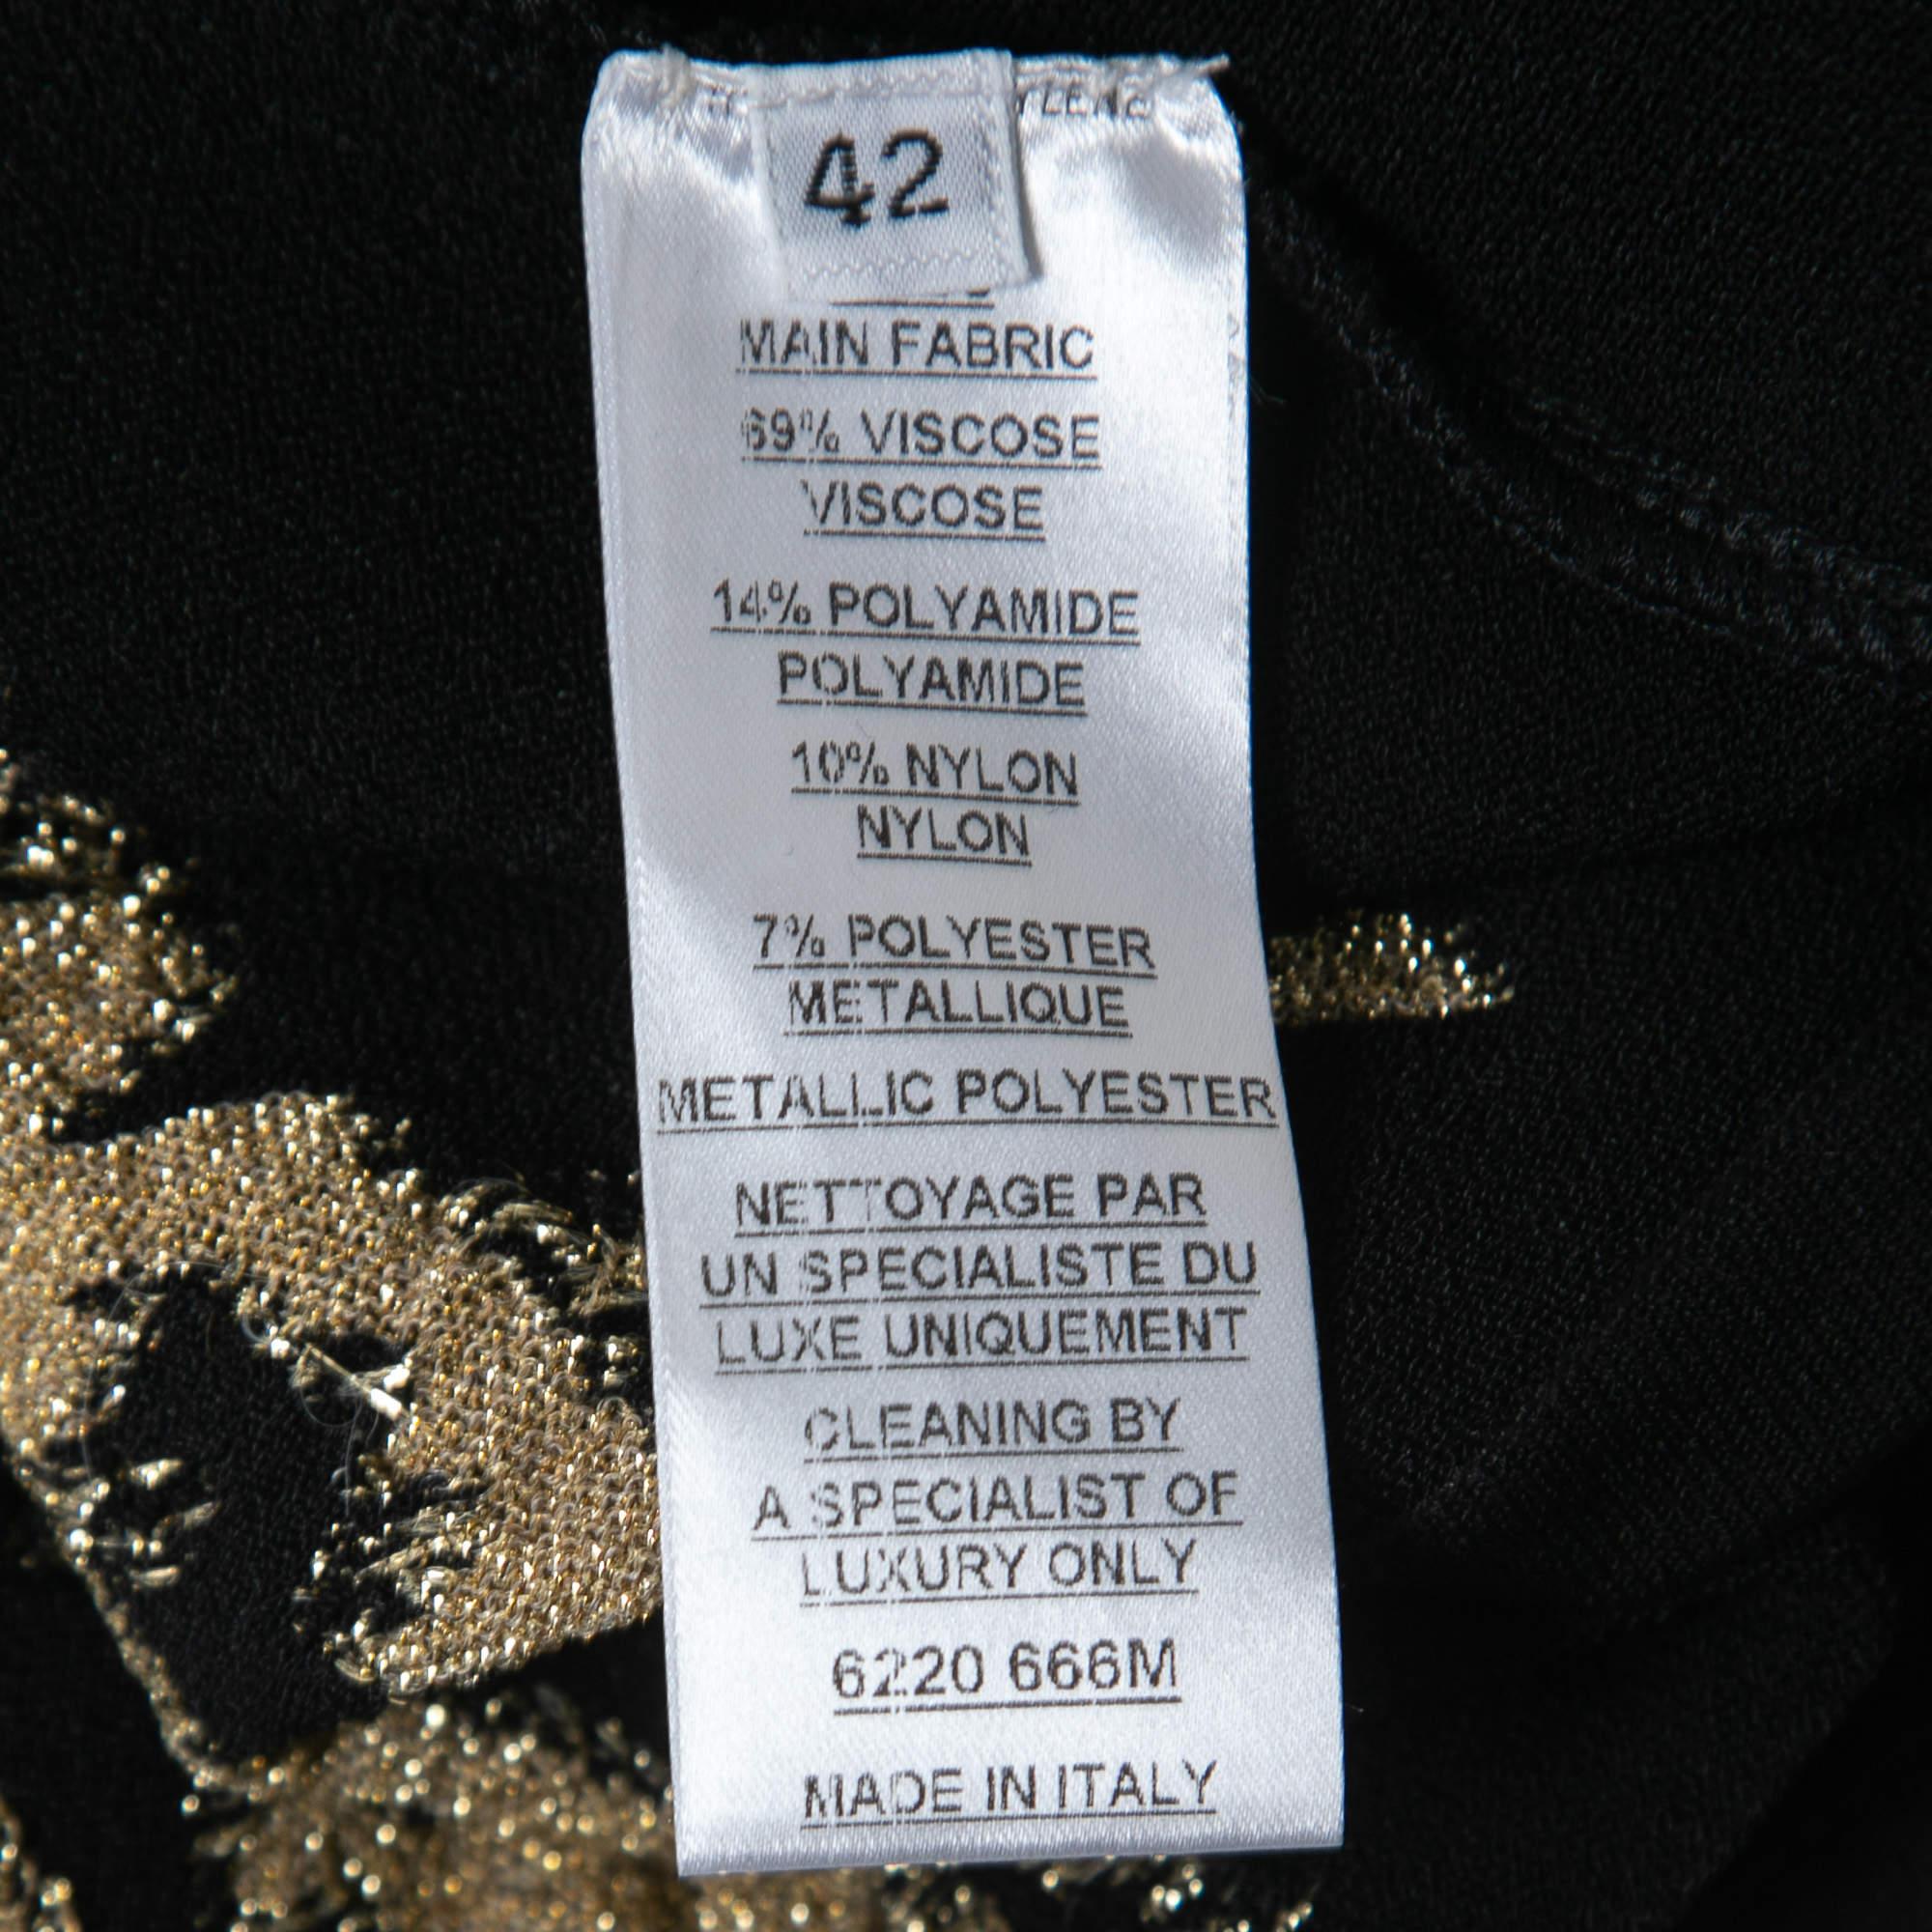 42
MAIN FABRIC
69% VISCOSE
VISCOSE
14% POLYAMIDE
POLYAMIDE
10% NYLON
NYLON
7% POLYESTER
METALLIQUE
METALLIC POLYESTER
NETTOYAGE PAR
UN SPECIALISTE DU
LUXE UNIQUEMENT
CLEANING BY
A SPECIALIST OF
LUXURY ONLY
6220 666M
MADE IN ITALY